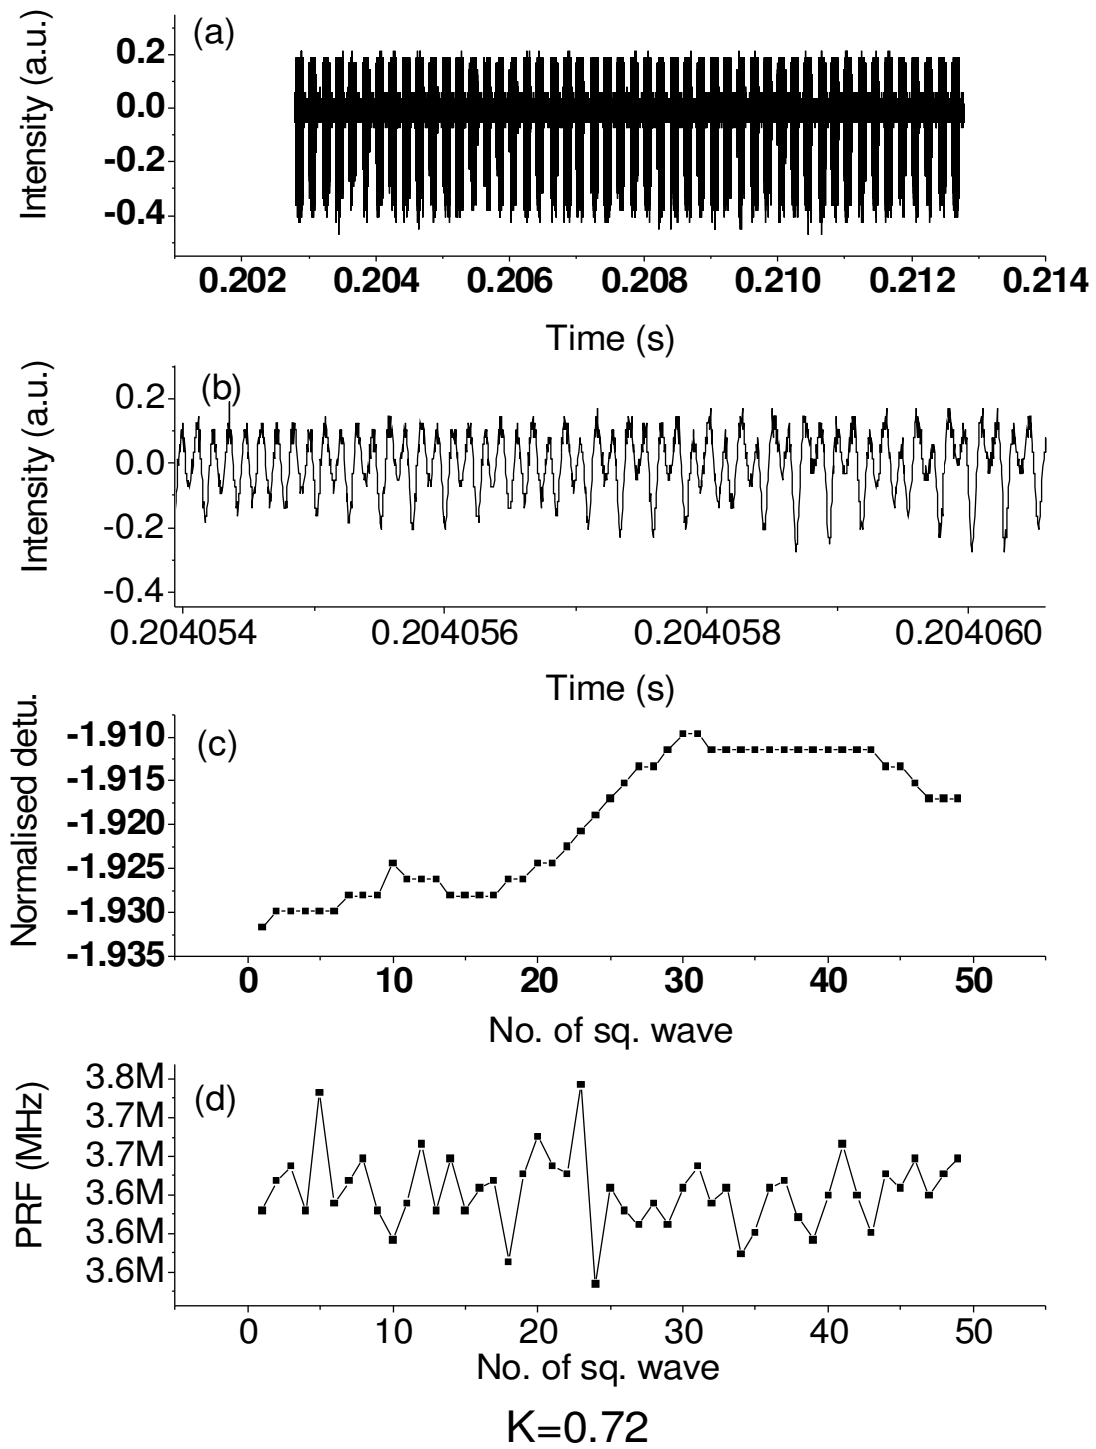 (a)
Intensity (a.u.)
0.2
0.0
-0.2
-0.4
0.202 0.204 0.206 0.208 0.210 0.212 0.214
Time (s)
(b)
Intensity (a.u.)
0.2
0.0
-0.2
-0.4
0.204054 0.204056 0.204058 0.204060
Time (s)
(c)
Normalised detu.
-1.910
-1.915
-1.920
-1.925
-1.930
-1.935
0 10 20 30 40 50
No. of sq. wave
(d)
PRF (MHz)
3.8M
3.7M
3.7M
3.6M
3.6M
3.6M
0 10 20 30 40 50
No. of sq. wave
K=0.72